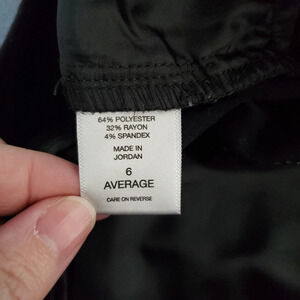 64% POLYESTER
32% RAYON
4% SPANDEX
MADE IN
JORDAN
6
AVERAGE
CARE ON REVERSE